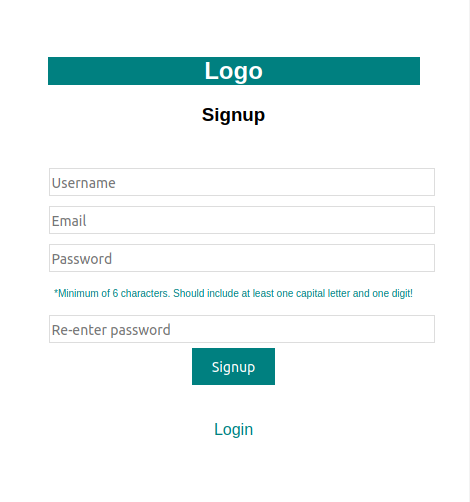 Logo
Signup
Username
Email
Password
*Minimum of 6 characters. Should include at least one capital letter and one digit!
Re-enter password
Signup
Login